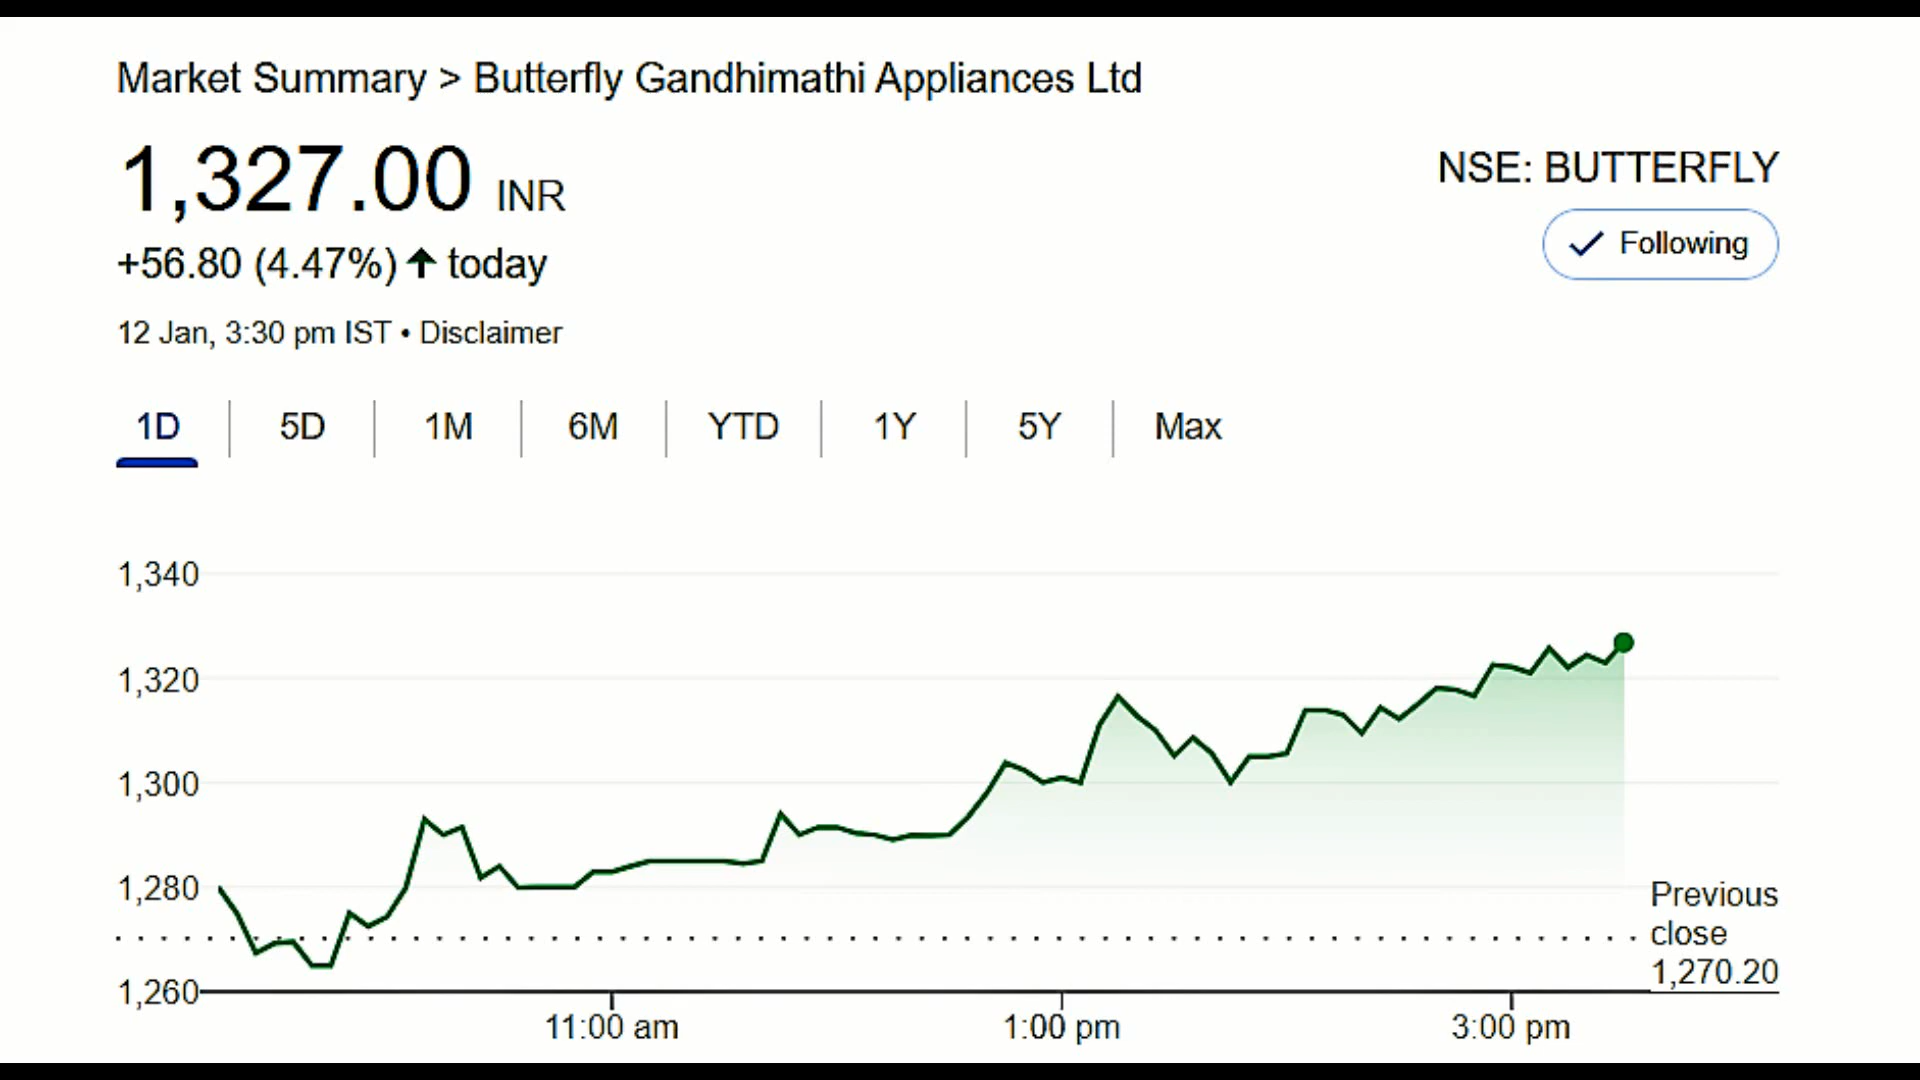 Market Summary > Butterfly Gandhimathi Appliances Ltd
1,327.00 INR
NSE: BUTTERFLY
+56.80 (4.47%) ↑ today
✓ Following
12 Jan, 3:30 pm IST • Disclaimer
1D 5D 1M 6M YTD 1Y 5Y Max
1,340
1,320
1,300
1,280
1,260
Previous
close
1,270.20
11:00 am 1:00 pm 3:00 pm